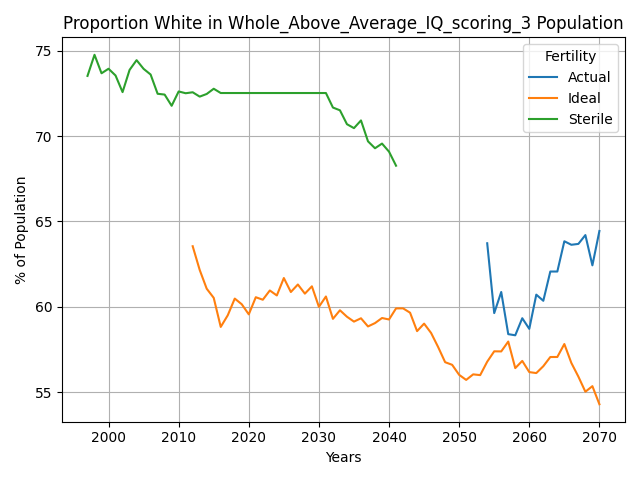 Proportion White in Whole_Above_Average_IQ_scoring_3 Population
Fertility
Actual
Ideal
Sterile
% of Population
75
70
65
60
55
2000
2010
2020
2030
2040
2050
2060
2070
Years